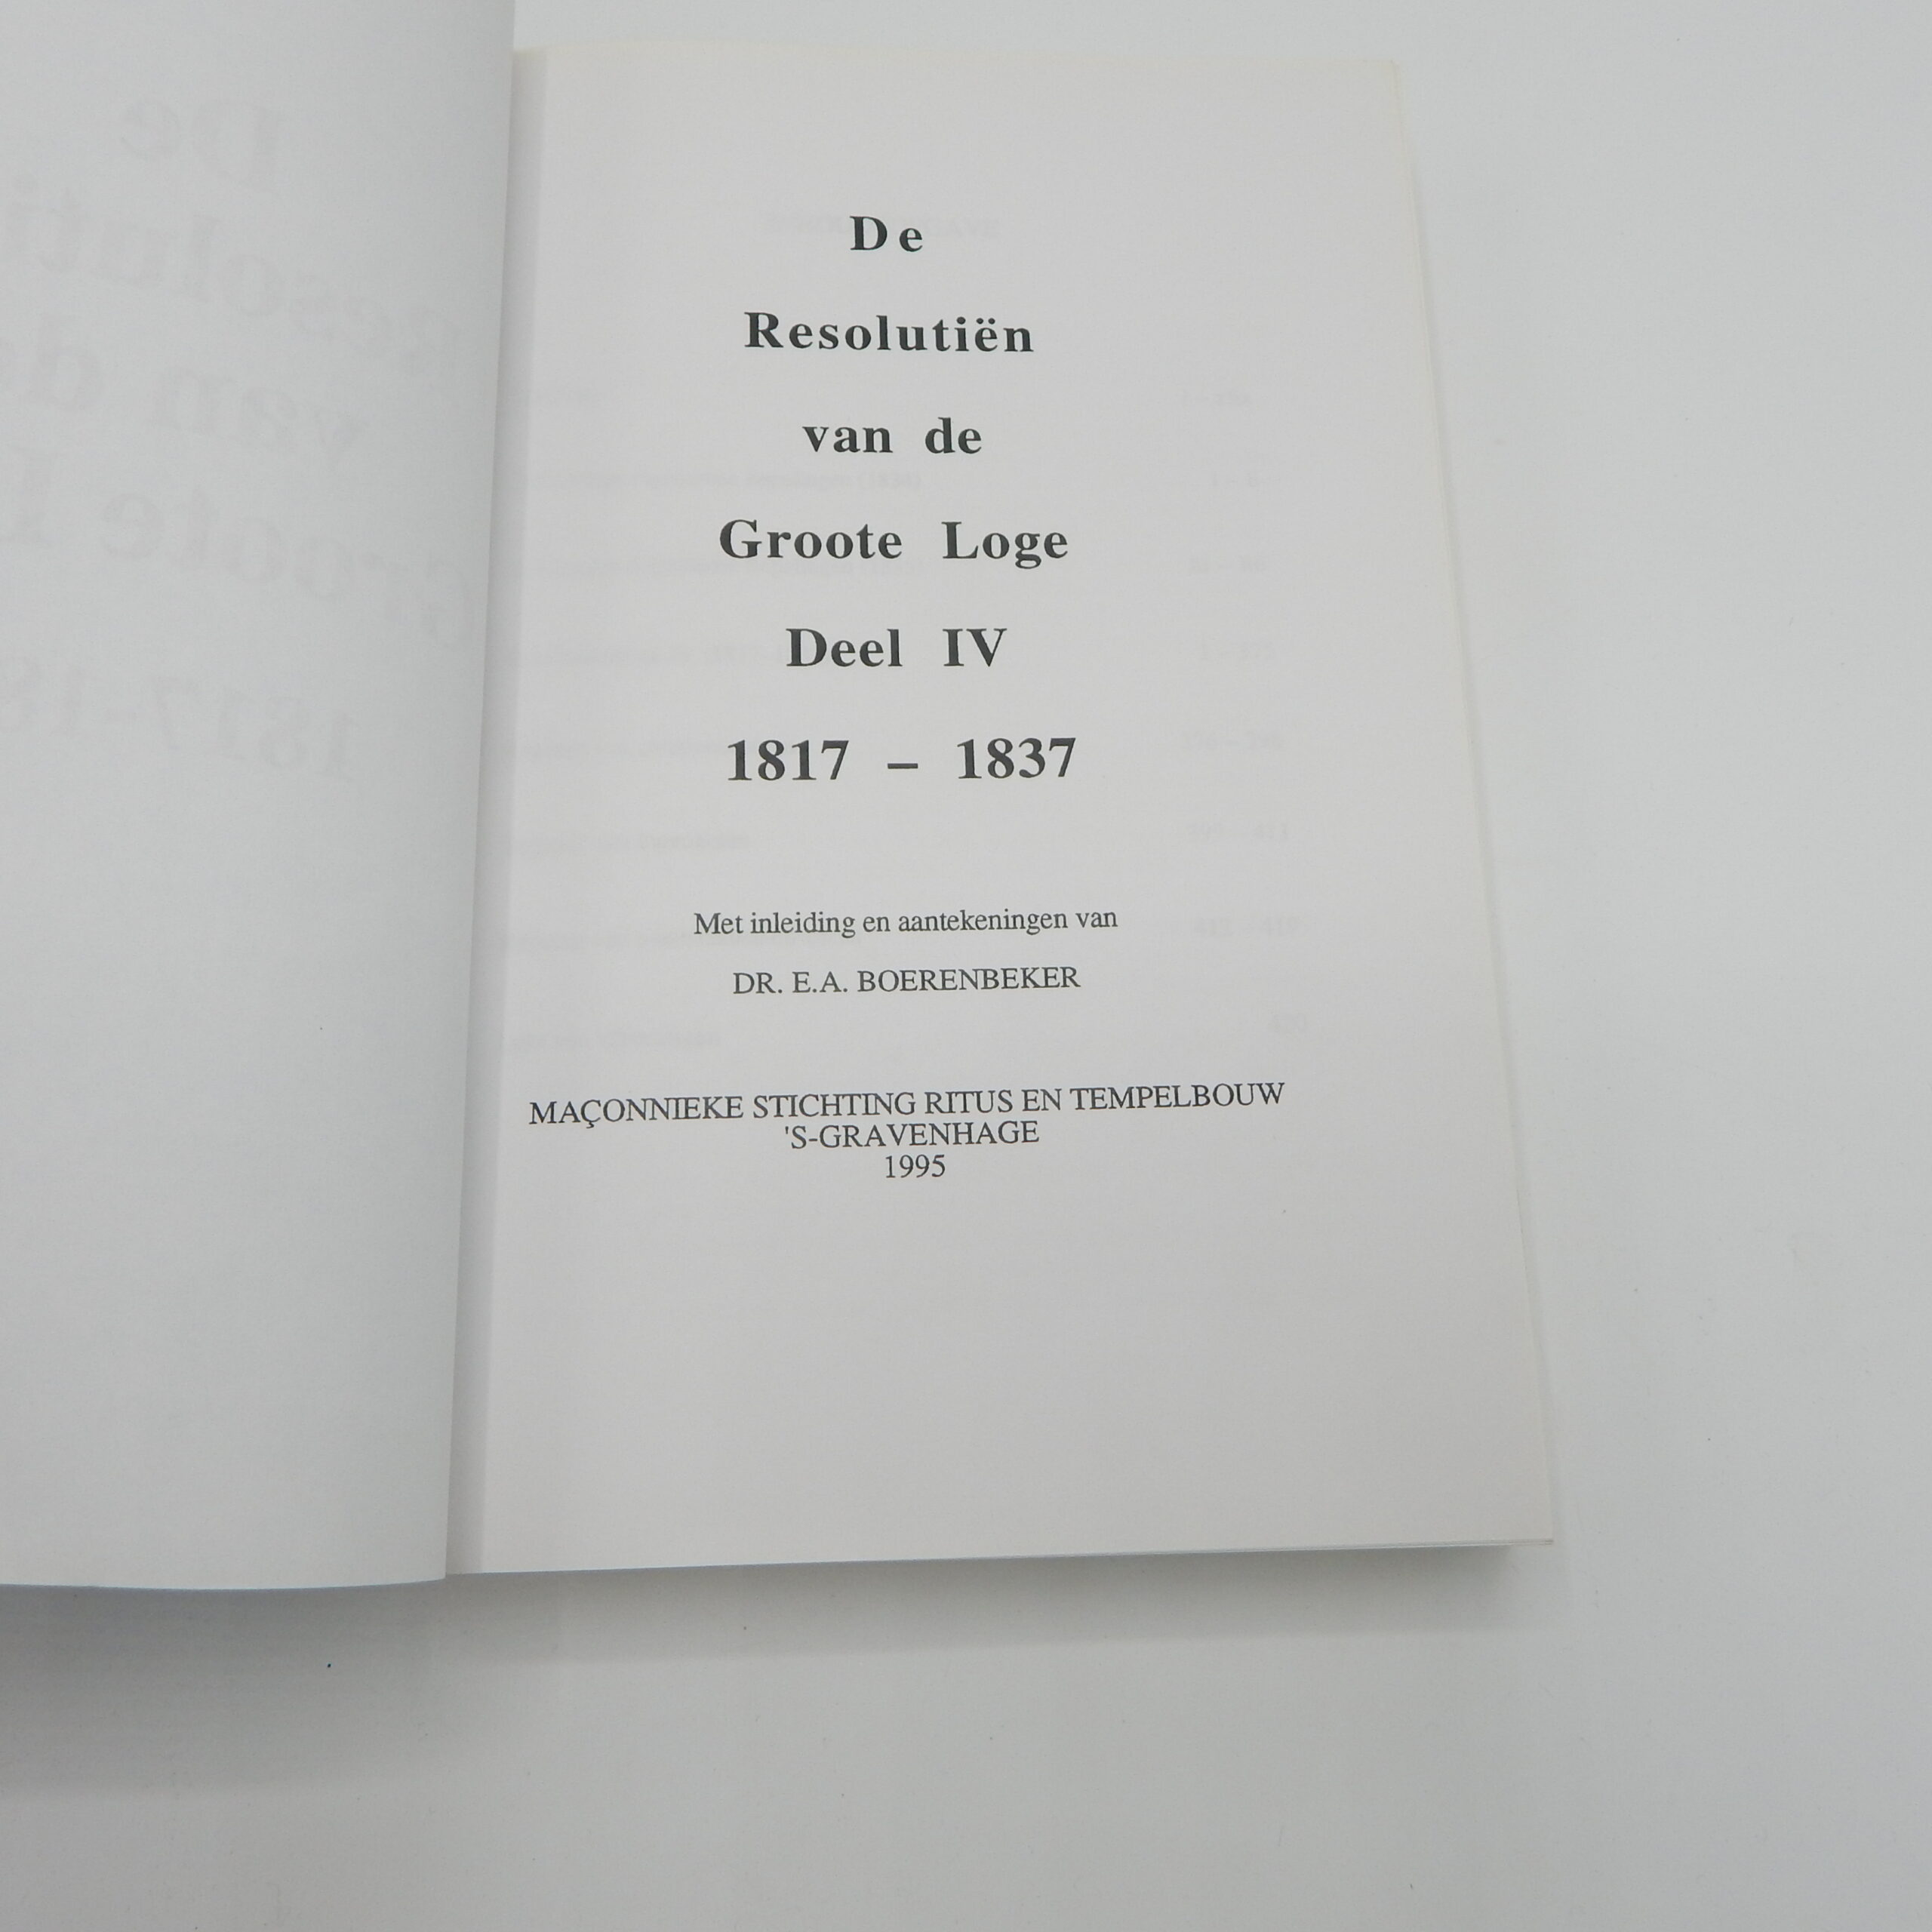 De
Resolutiën
van de
Groote Loge
Deel IV
1817 – 1837
Met inleiding en aantekeningen van
DR. E.A. BOERENBEKER
MAÇONNIEKE STICHTING RITUS EN TEMPELBOUW
'S-GRAVENHAGE
1995